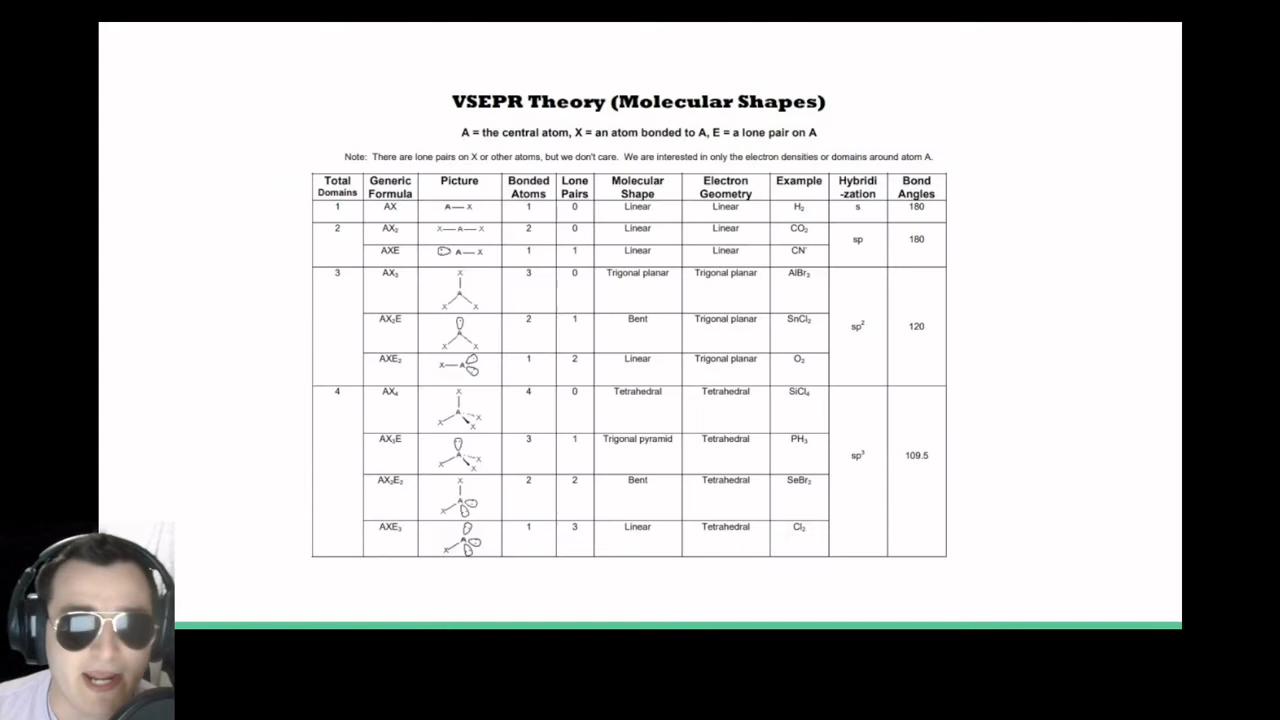 VSEPR Theory (Molecular Shapes)
A = the central atom, X = an atom bonded to A, E = a lone pair on A
Note: There are lone pairs on X or other atoms, but we don't care. We are interested in only the electron densities or domains around atom A.
Total Domains | Generic Formula | Picture | Bonded Atoms | Lone Pairs | Molecular Shape | Electron Geometry | Example | Hybridi-zation | Bond Angles
1 | AX | A—X | 1 | 0 | Linear | Linear | H₂ | s | 180
2 | AX₂ | X—A—X | 2 | 0 | Linear | Linear | CO₂ | sp | 180
AXE | A—X | 1 | 1 | Linear | Linear | CN⁻
3 | AX₃ | X A X X | 3 | 0 | Trigonal planar | Trigonal planar | AlBr₃ | sp² | 120
AX₂E | A X X | 2 | 1 | Bent | Trigonal planar | SnCl₂
AXE₂ | X—A | 1 | 2 | Linear | Trigonal planar | O₂
4 | AX₄ | X A X X X | 4 | 0 | Tetrahedral | Tetrahedral | SiCl₄ | sp³ | 109.5
AX₃E | A X X X | 3 | 1 | Trigonal pyramid | Tetrahedral | PH₃
AX₂E₂ | X A X | 2 | 2 | Bent | Tetrahedral | SeBr₂
AXE₃ | A X | 1 | 3 | Linear | Tetrahedral | Cl₂